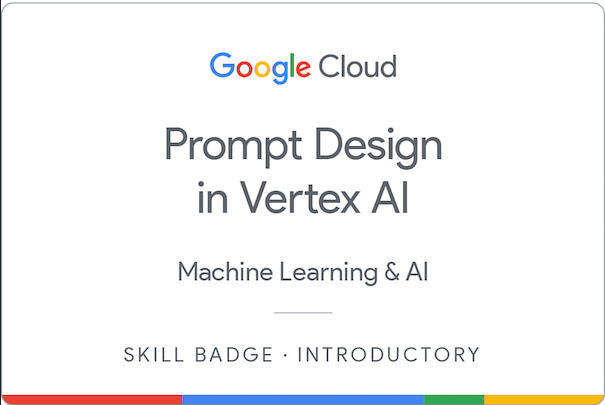 Google Cloud
Prompt Design
in Vertex AI
Machine Learning & AI
SKILL BADGE · INTRODUCTORY